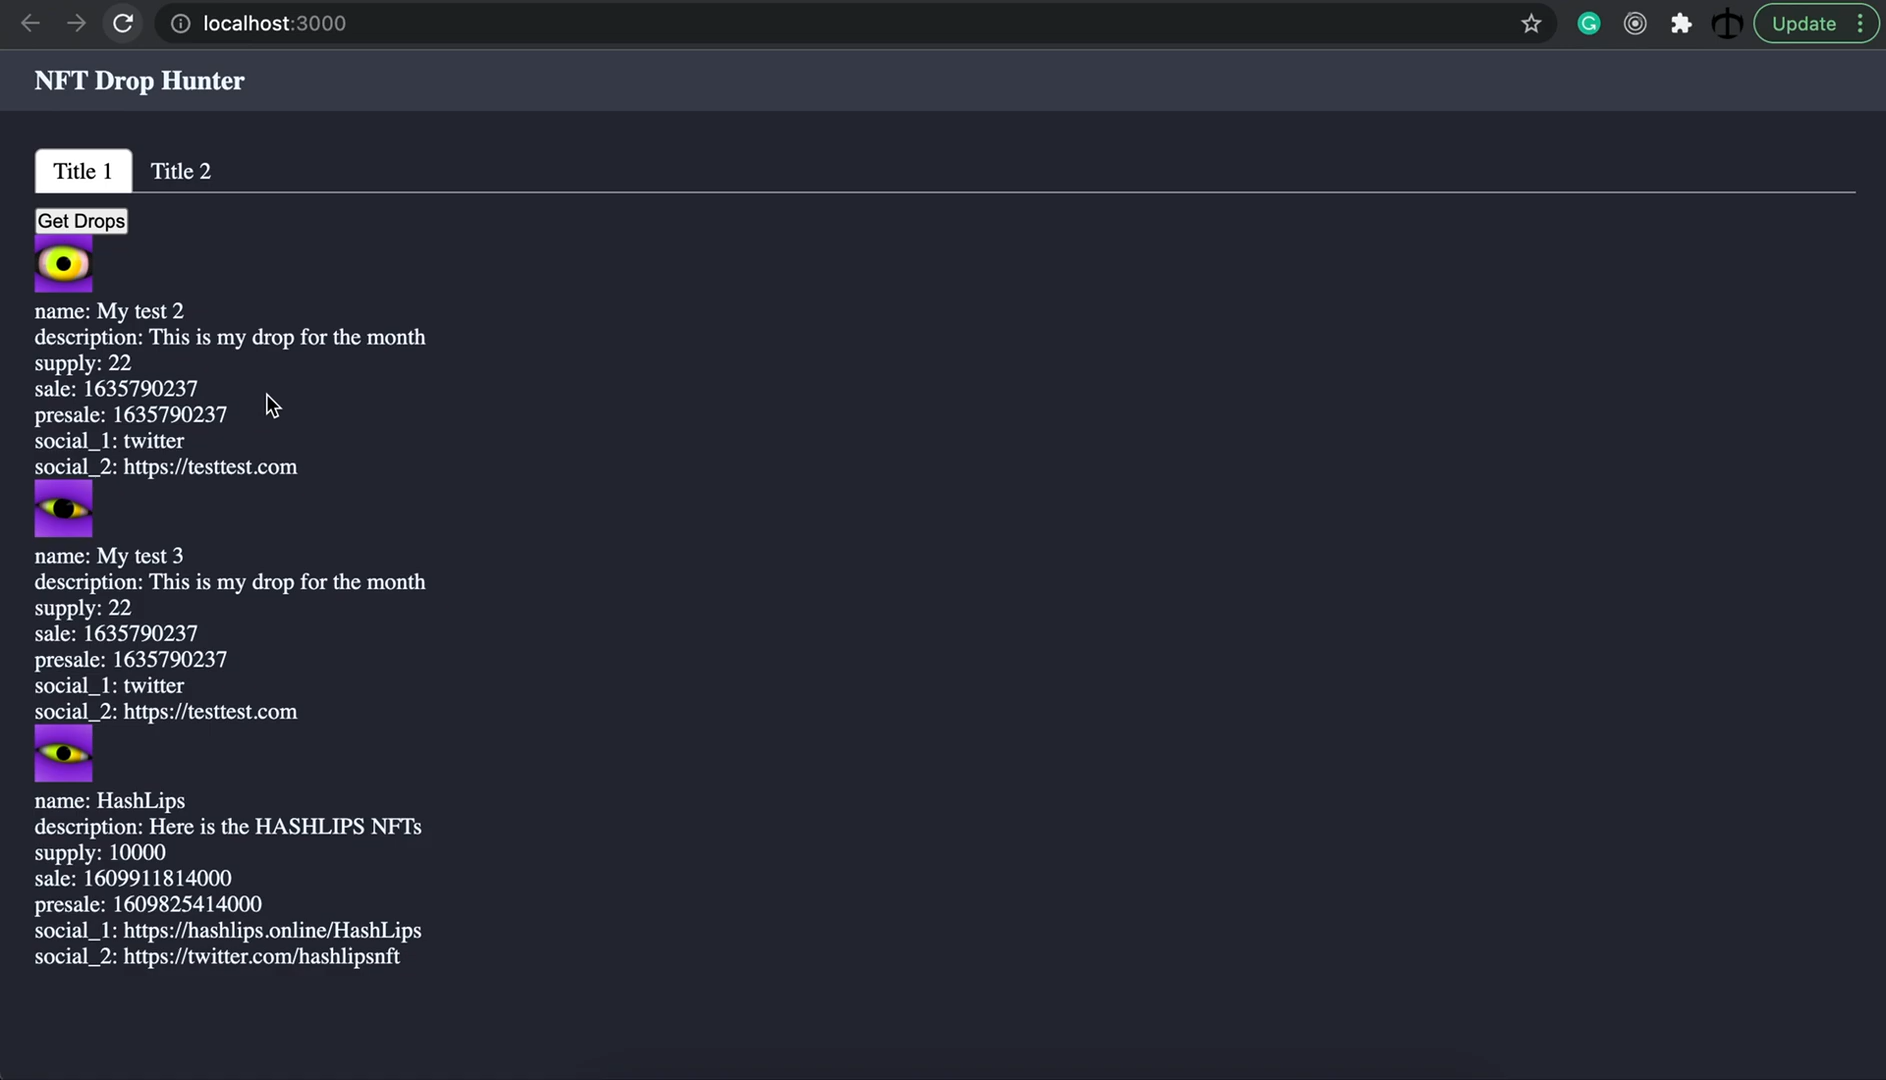 localhost:3000
Update
NFT Drop Hunter
Title 1 Title 2
Get Drops
name: My test 2
description: This is my drop for the month
supply: 22
sale: 1635790237
presale: 1635790237
social_1: twitter
social_2: https://testtest.com
name: My test 3
description: This is my drop for the month
supply: 22
sale: 1635790237
presale: 1635790237
social_1: twitter
social_2: https://testtest.com
name: HashLips
description: Here is the HASHLIPS NFTs
supply: 10000
sale: 1609911814000
presale: 1609825414000
social_1: https://hashlips.online/HashLips
social_2: https://twitter.com/hashlipsnft